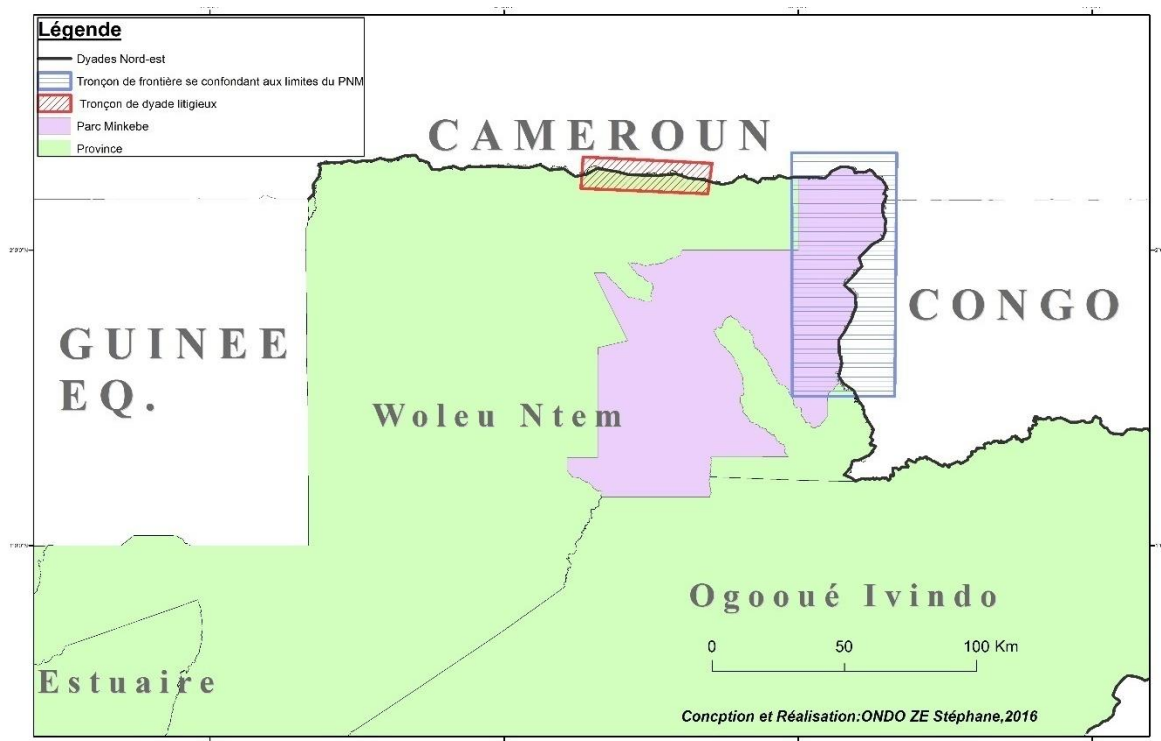 Légende
Dyades Nord-est
Tronçon de frontière se confondant aux limites du PNM
Tronçon de dyade litigieux
Parc Minkebe
Province
CAMEROUN
GUINEE
EQ.
CONGO
Woleu Ntem
Ogooué Ivindo
Estuaire
0 50 100 Km
Concption et Réalisation:ONDO ZE Stéphane,2016